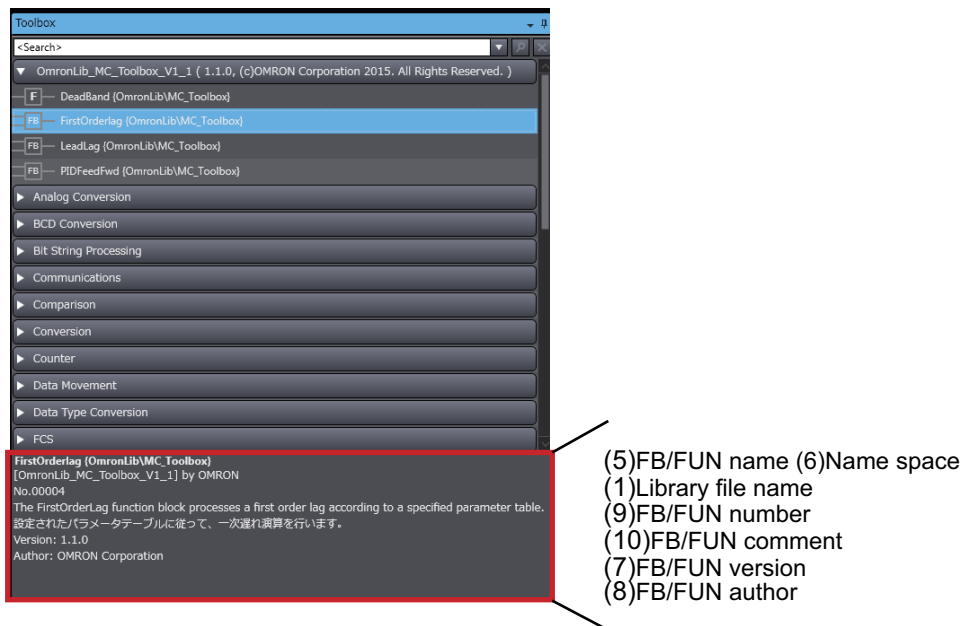 Toolbox
<Search>
OmronLib_MC_Toolbox_V1_1 ( 1.1.0, (c)OMRON Corporation 2015. All Rights Reserved. )
F DeadBand {OmronLib\MC_Toolbox}
FB FirstOrderlag {OmronLib\MC_Toolbox}
FB LeadLag {OmronLib\MC_Toolbox}
FB PIDFeedFwd {OmronLib\MC_Toolbox}
Analog Conversion
BCD Conversion
Bit String Processing
Communications
Comparison
Conversion
Counter
Data Movement
Data Type Conversion
FCS
FirstOrderlag {OmronLib\MC_Toolbox}
[OmronLib_MC_Toolbox_V1_1] by OMRON
No.00004
The FirstOrderLag function block processes a first order lag according to a specified parameter table.
設定されたパラメータテーブルに従って、一次遅れ演算を行います。
Version: 1.1.0
Author: OMRON Corporation
(5)FB/FUN name (6)Name space
(1)Library file name
(9)FB/FUN number
(10)FB/FUN comment
(7)FB/FUN version
(8)FB/FUN author